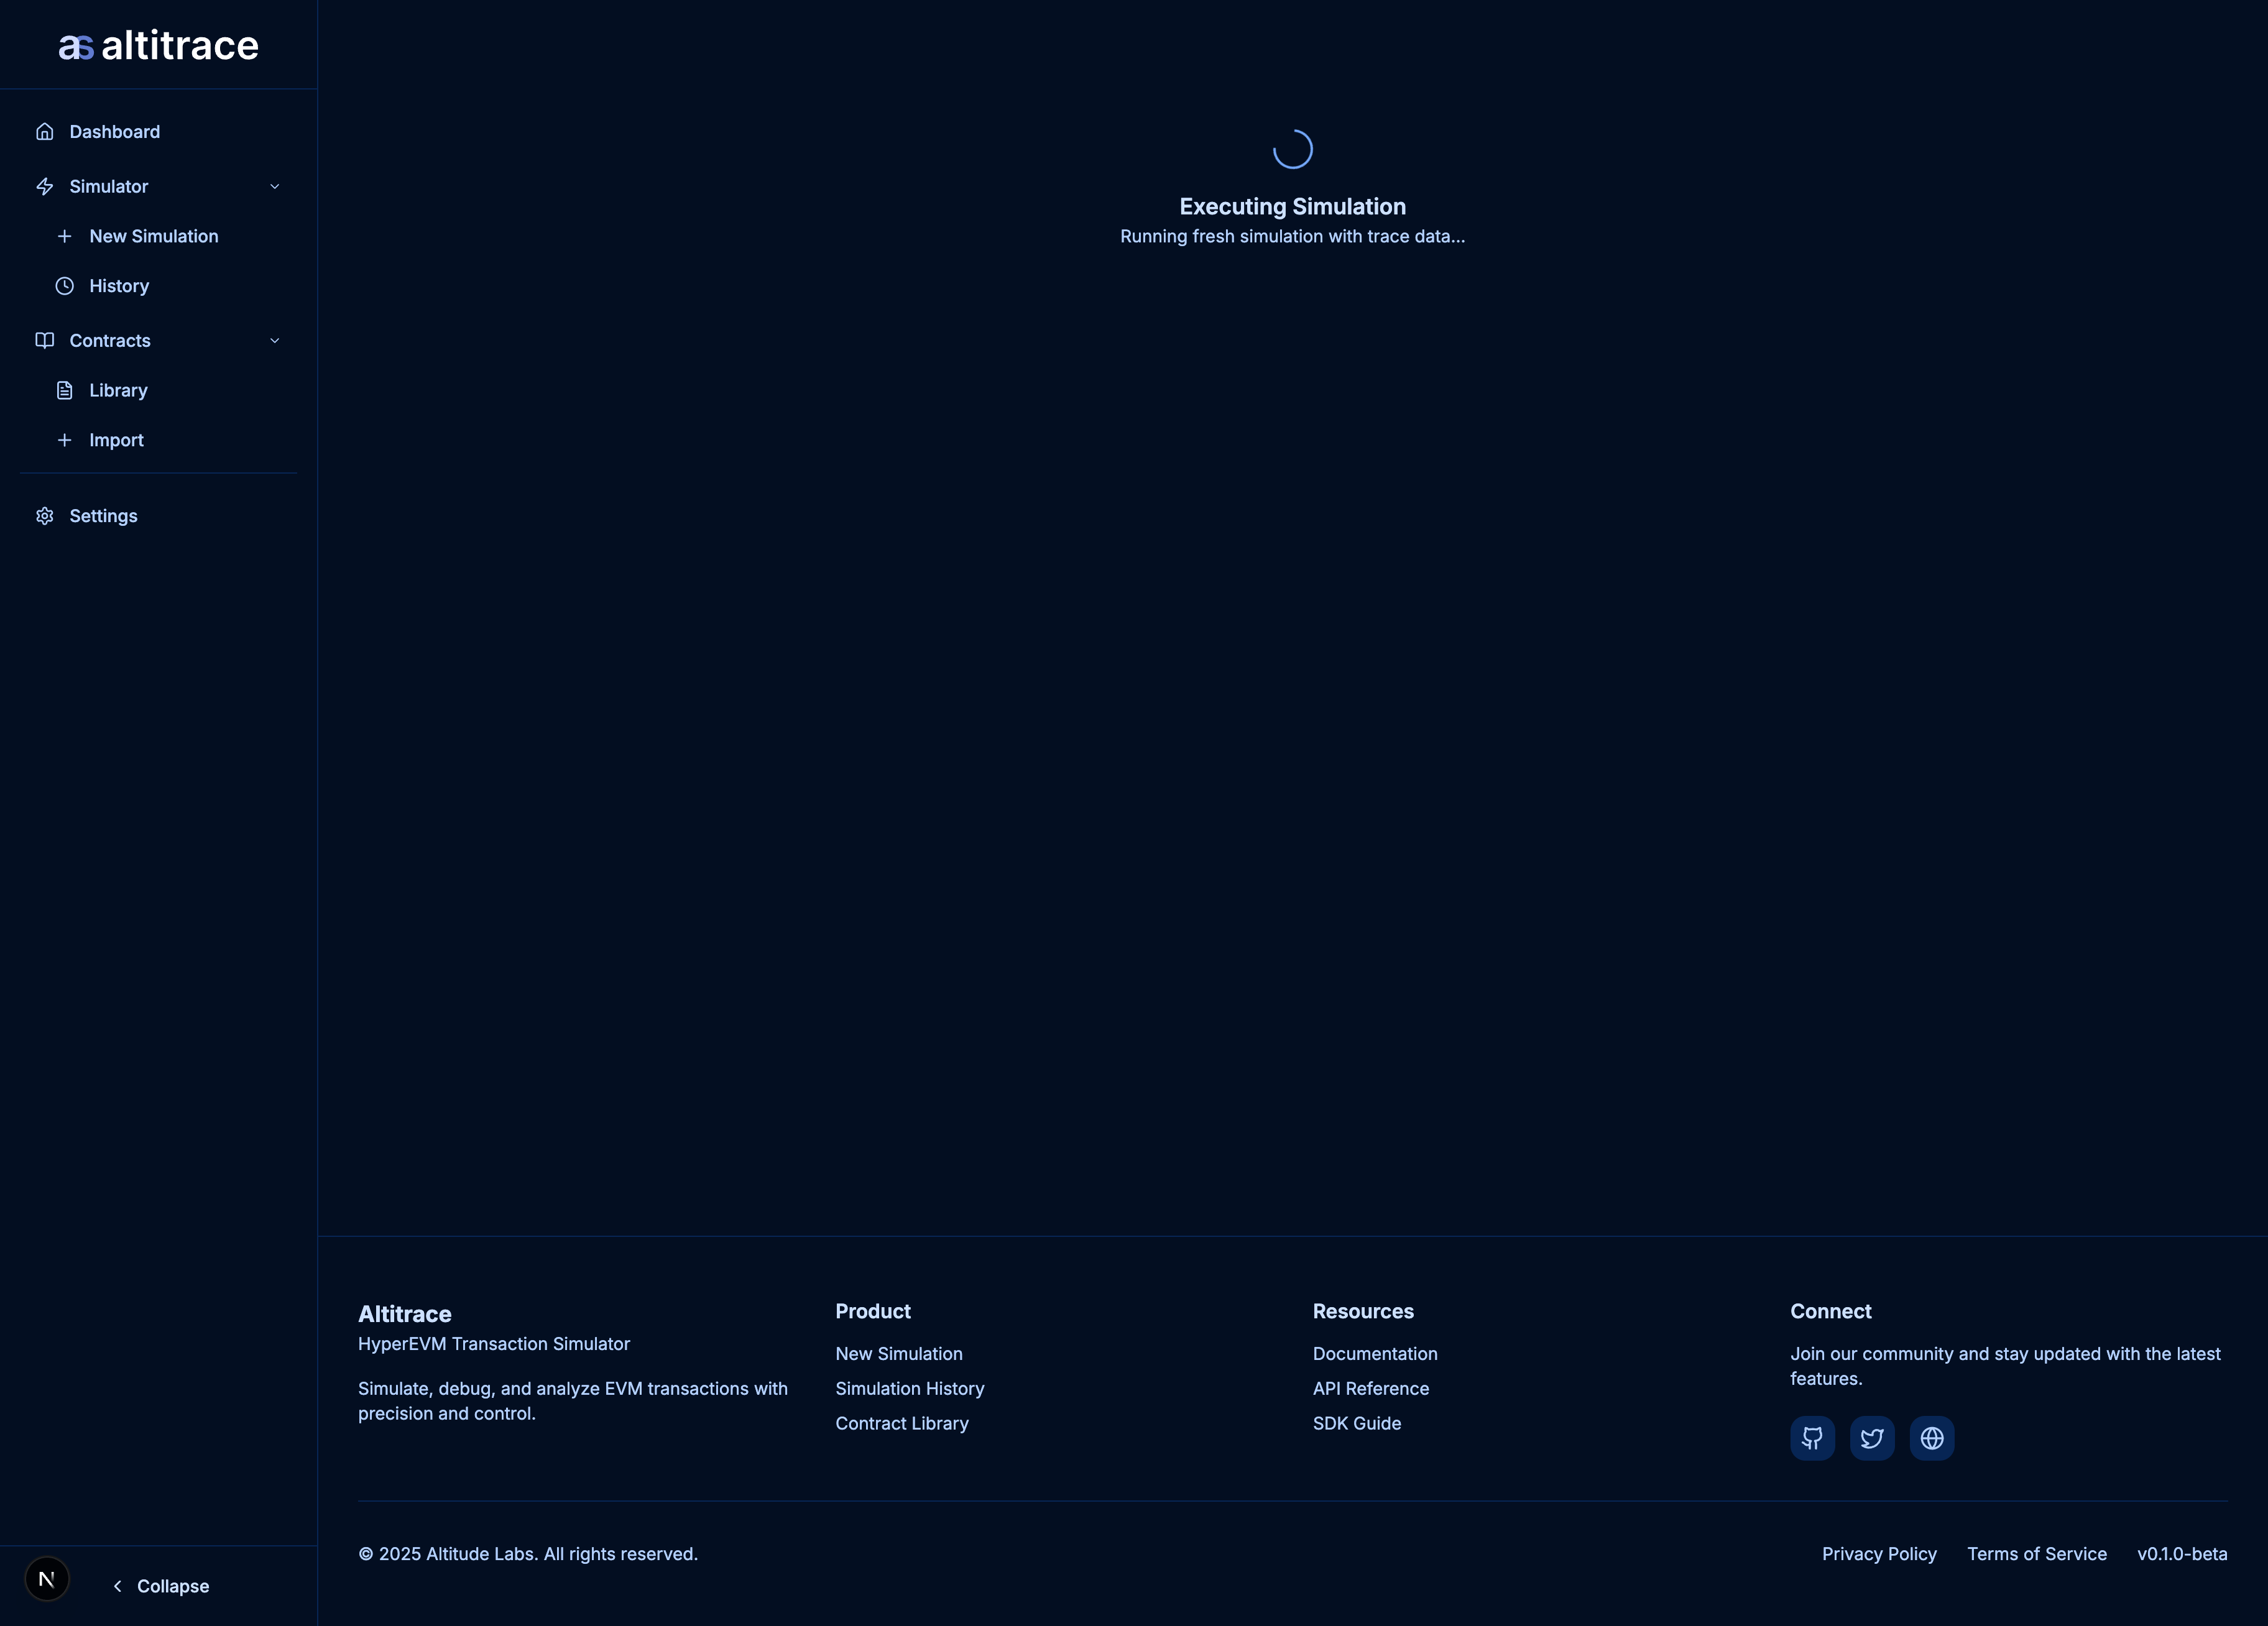 as altitrace
Dashboard
Simulator
New Simulation
History
Contracts
Library
Import
Settings
Executing Simulation
Running fresh simulation with trace data...
Altitrace
HyperEVM Transaction Simulator
Simulate, debug, and analyze EVM transactions with
precision and control.
Product
New Simulation
Simulation History
Contract Library
Resources
Documentation
API Reference
SDK Guide
Connect
Join our community and stay updated with the latest
features.
© 2025 Altitude Labs. All rights reserved.
Privacy Policy
Terms of Service
v0.1.0-beta
N
Collapse